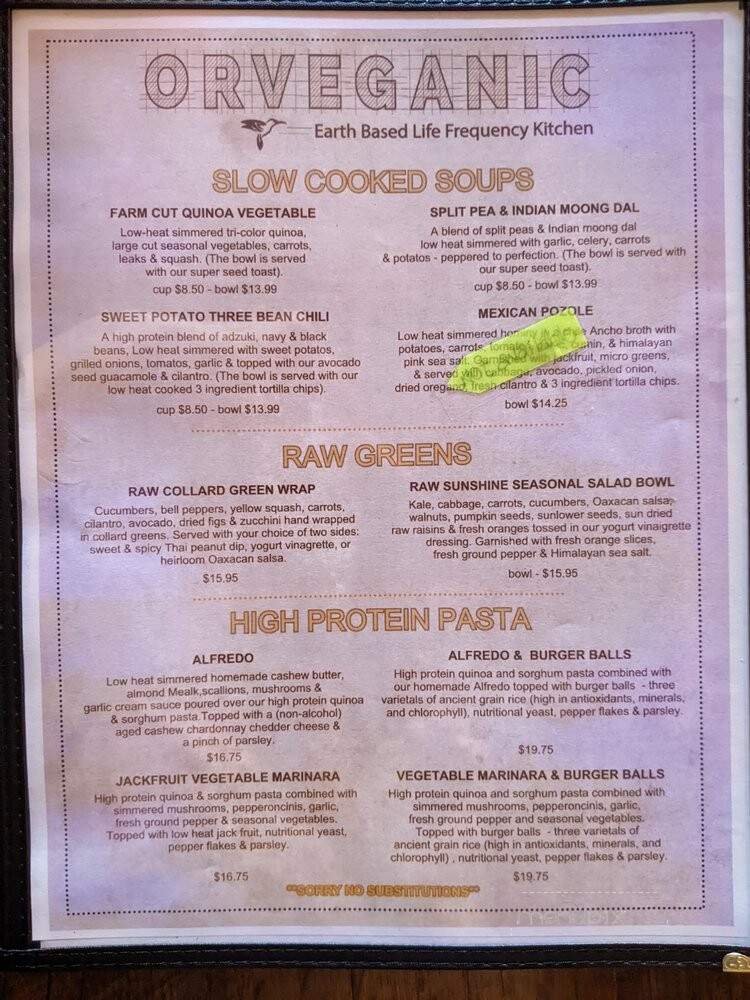 ORVEGANIC
Earth Based Life Frequency Kitchen
SLOW COOKED SOUPS
FARM CUT QUINOA VEGETABLE
Low-heat simmered tri-color quinoa,
large cut seasonal vegetables, carrots,
leaks & squash. (The bowl is served
with our super seed toast).
cup $8.50 - bowl $13.99
SPLIT PEA & INDIAN MOONG DAL
A blend of split peas & Indian moong dal
low heat simmered with garlic, celery, carrots
& potatos - peppered to perfection. (The bowl is served with
our super seed toast).
cup $8.50 - bowl $13.99
SWEET POTATO THREE BEAN CHILI
A high protein blend of adzuki, navy & black
beans, Low heat simmered with sweet potatos,
grilled onions, tomatos, garlic & topped with our avocado
seed guacamole & cilantro. (The bowl is served with our
low heat cooked 3 ingredient tortilla chips).
cup $8.50 - bowl $13.99
MEXICAN POZOLE
Low heat simmered Ancho broth with
potatoes, carrots, & himalayan
pink sea salt. Garnished with jackfruit, micro greens,
& served with cabbage, avocado, pickled onion,
dried oregano, fresh cilantro & 3 ingredient tortilla chips.
bowl $14.25
RAW GREENS
RAW COLLARD GREEN WRAP
Cucumbers, bell peppers, yellow squash, carrots,
cilantro, avocado, dried figs & zucchini hand wrapped
in collard greens. Served with your choice of two sides:
sweet & spicy Thai peanut dip, yogurt vinagrette, or
heirloom Oaxacan salsa.
$15.95
RAW SUNSHINE SEASONAL SALAD BOWL
Kale, cabbage, carrots, cucumbers, Oaxacan salsa,
walnuts, pumpkin seeds, sunlower seeds, sun dried
raw raisins & fresh oranges tossed in our yogurt vinaigrette
dressing. Garnished with fresh orange slices,
fresh ground pepper & Himalayan sea salt.
bowl - $15.95
HIGH PROTEIN PASTA
ALFREDO
Low heat simmered homemade cashew butter,
almond Mealk,scallions, mushrooms &
garlic cream sauce poured over our high protein quinoa
& sorghum pasta.Topped with a (non-alcohol)
aged cashew chardonnay chedder cheese &
a pinch of parsley.
$16.75
ALFREDO & BURGER BALLS
High protein quinoa and sorghum pasta combined with
our homemade Alfredo topped with burger balls - three
varietals of ancient grain rice (high in antioxidants, minerals,
and chlorophyll), nutritional yeast, pepper flakes & parsley.
$19.75
JACKFRUIT VEGETABLE MARINARA
High protein quinoa & sorghum pasta combined with
simmered mushrooms, pepperoncinis, garlic,
fresh ground pepper & seasonal vegetables.
Topped with low heat jack fruit, nutritional yeast,
pepper flakes & parsley.
$16.75
VEGETABLE MARINARA & BURGER BALLS
High protein quinoa and sorghum pasta combined with
simmered mushrooms, pepperoncinis, garlic,
fresh ground pepper and seasonal vegetables.
Topped with burger balls - three varietals of
ancient grain rice (high in antioxidants, minerals, and
chlorophyll) , nutritional yeast, pepper flakes & parsley.
$19.75
**SORRY NO SUBSTITUTIONS**